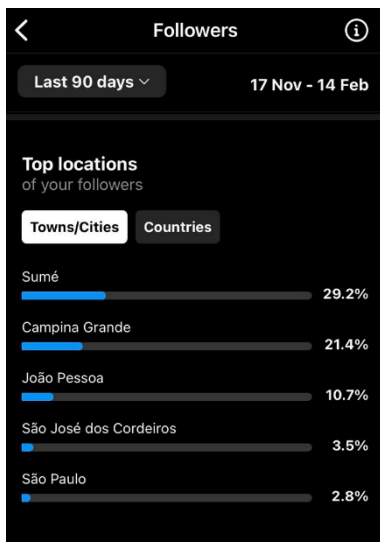 Followers
Last 90 days
17 Nov - 14 Feb
Top locations
of your followers
Towns/Cities
Countries
Sumé
29.2%
Campina Grande
21.4%
João Pessoa
10.7%
São José dos Cordeiros
3.5%
São Paulo
2.8%